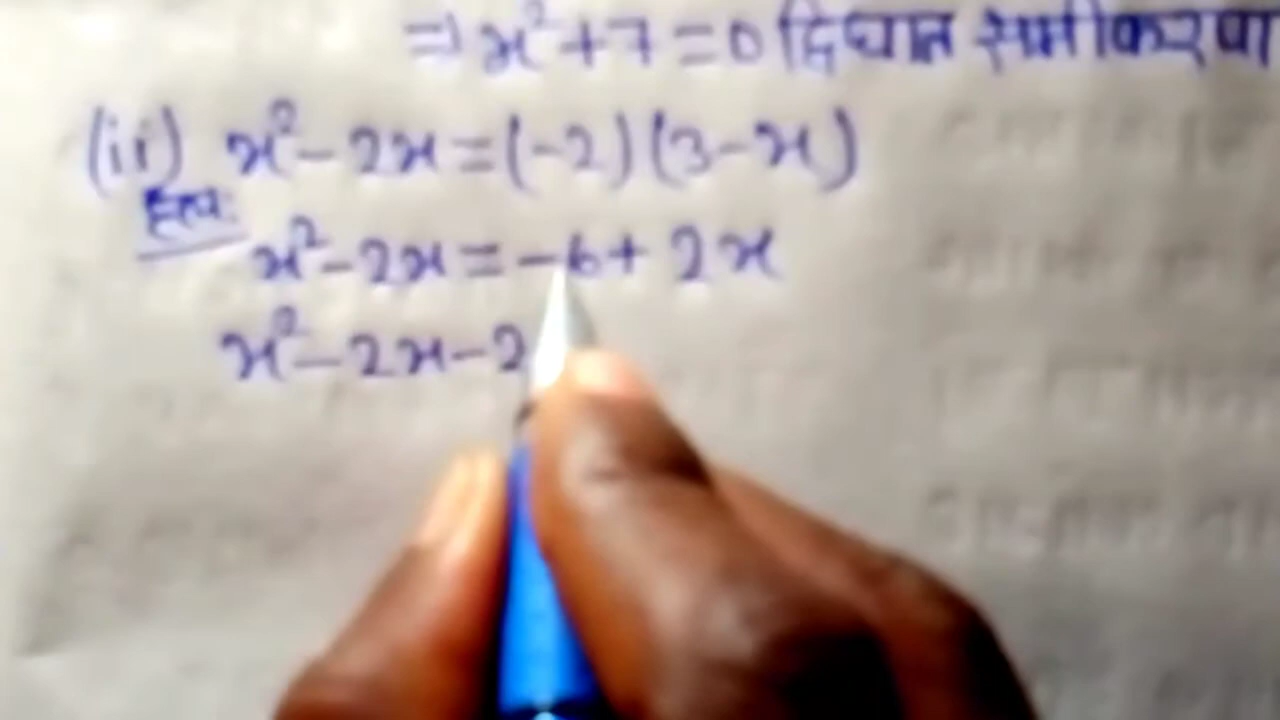 ⇒ x²+7=0 द्विघात समीकरण
(ii) x²-2x=(-2)(3-x)
हल:
x²-2x=-6+2x
x²-2x-2